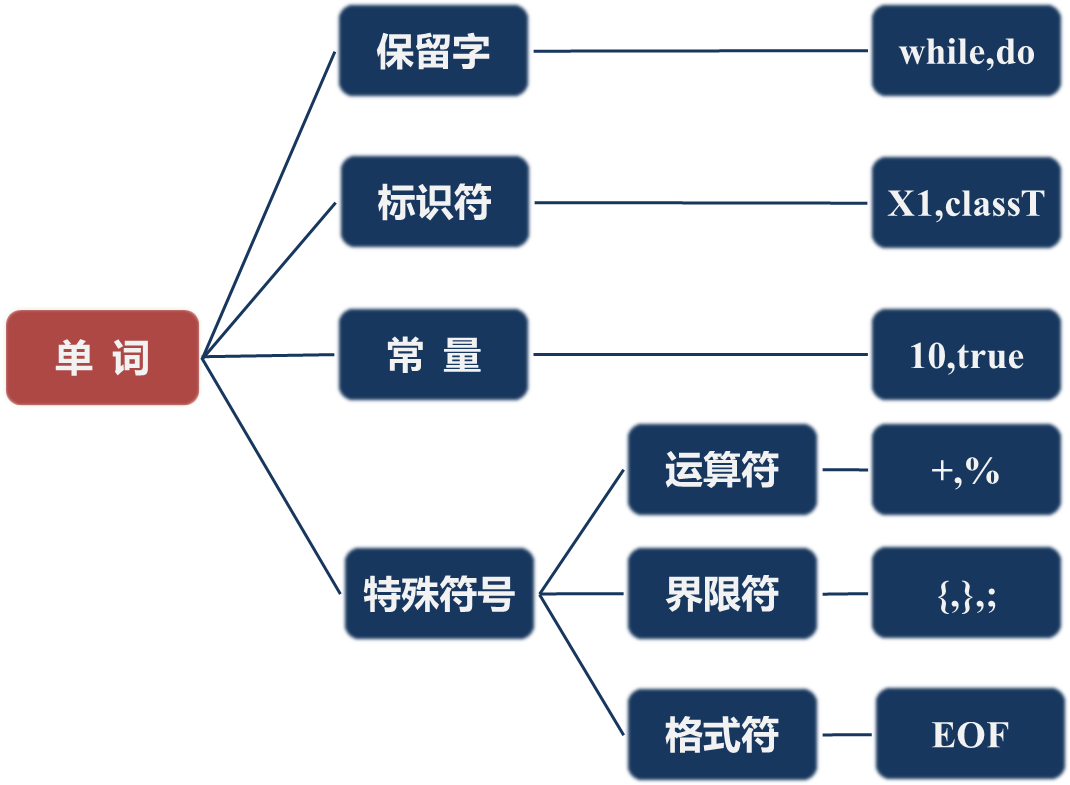 保留字
while,do
标识符
X1,classT
单 词
常 量
10,true
运算符
+,%
特殊符号
界限符
{,},;
格式符
EOF